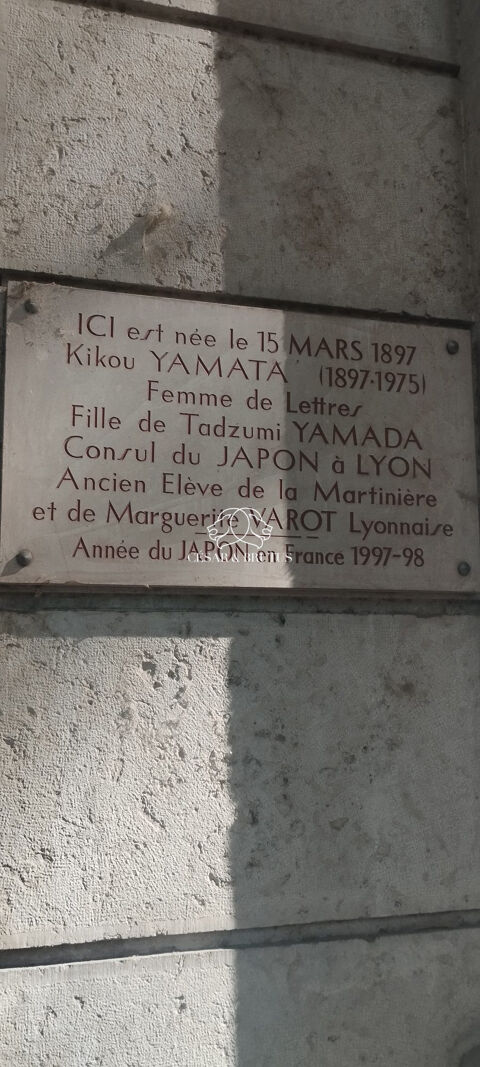 ICI est née le 15 MARS 1897
Kikou YAMATA (1897-1975)
Femme de Lettres
Fille de Tadzumi YAMADA
Consul du JAPON à LYON
Ancien Elève de la Martinière
et de Marguerite VAROT Lyonnaise
Année du JAPON en France 1997-98
CESAR & BRUTUS